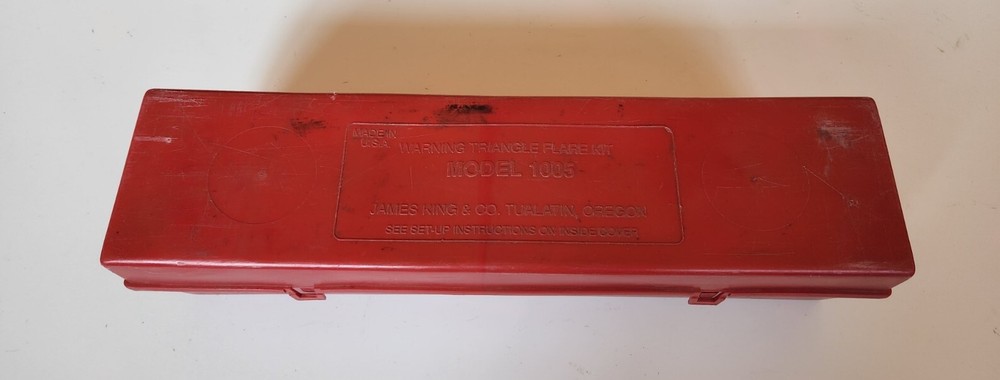 MADE IN
U.S.A.
WARNING TRIANGLE FLARE KIT
MODEL 1005
JAMES KING & CO. TUALATIN, OREGON
SEE SET-UP INSTRUCTIONS ON INSIDE COVER